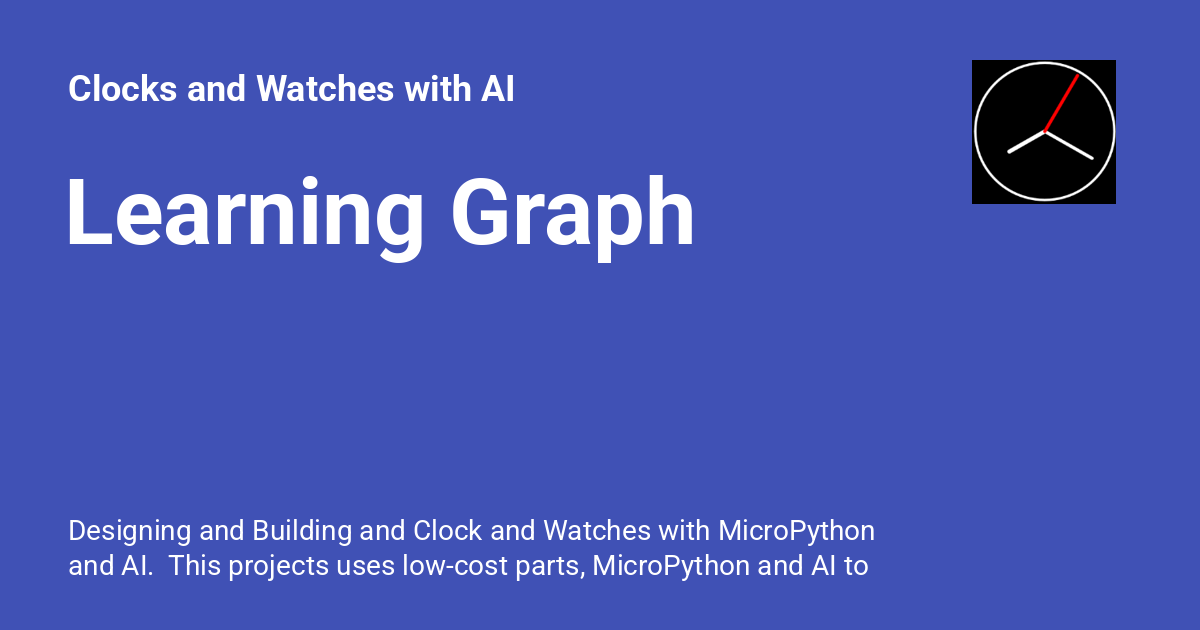 Clocks and Watches with AI
Learning Graph
Designing and Building and Clock and Watches with MicroPython
and AI.  This projects uses low-cost parts, MicroPython and AI to